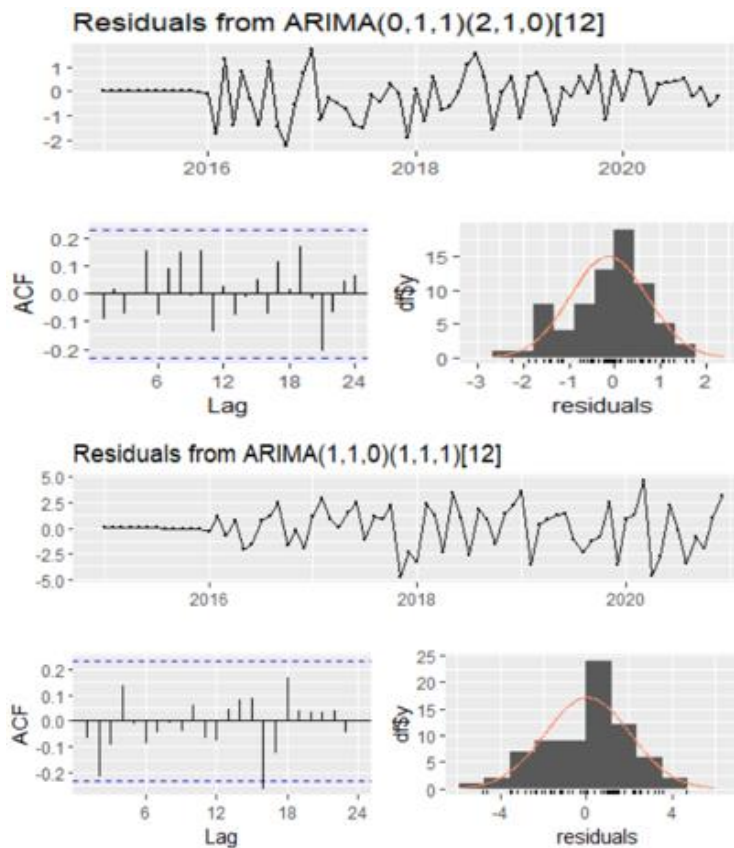 Residuals from ARIMA(0,1,1)(2,1,0)[12]
1
0
-1
-2
2016 2018 2020
0.2
0.1
0.0
-0.1
-0.2
ACF
6 12 18 24
Lag
15
10
5
0
df$y
-3 -2 -1 0 1 2
residuals
Residuals from ARIMA(1,1,0)(1,1,1)[12]
5.0
2.5
0.0
-2.5
-5.0
2016 2018 2020
0.2
0.1
0.0
-0.1
-0.2
ACF
6 12 18 24
Lag
25
20
15
10
5
0
df$y
-4 0 4
residuals